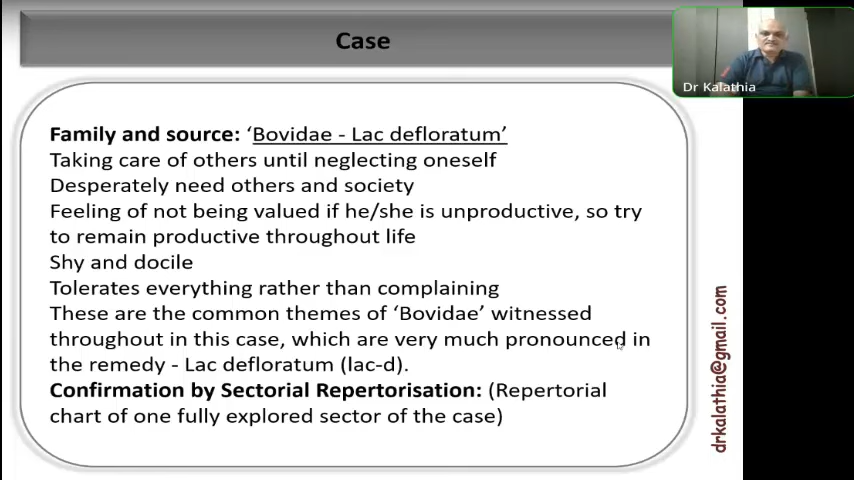 Case
Dr Kalathia
Family and source: ‘Bovidae - Lac defloratum’
Taking care of others until neglecting oneself
Desperately need others and society
Feeling of not being valued if he/she is unproductive, so try
to remain productive throughout life
Shy and docile
Tolerates everything rather than complaining
These are the common themes of ‘Bovidae’ witnessed
throughout in this case, which are very much pronounced in
the remedy - Lac defloratum (lac-d).
Confirmation by Sectorial Repertorisation: (Repertorial
chart of one fully explored sector of the case)
drkalathia@gmail.com